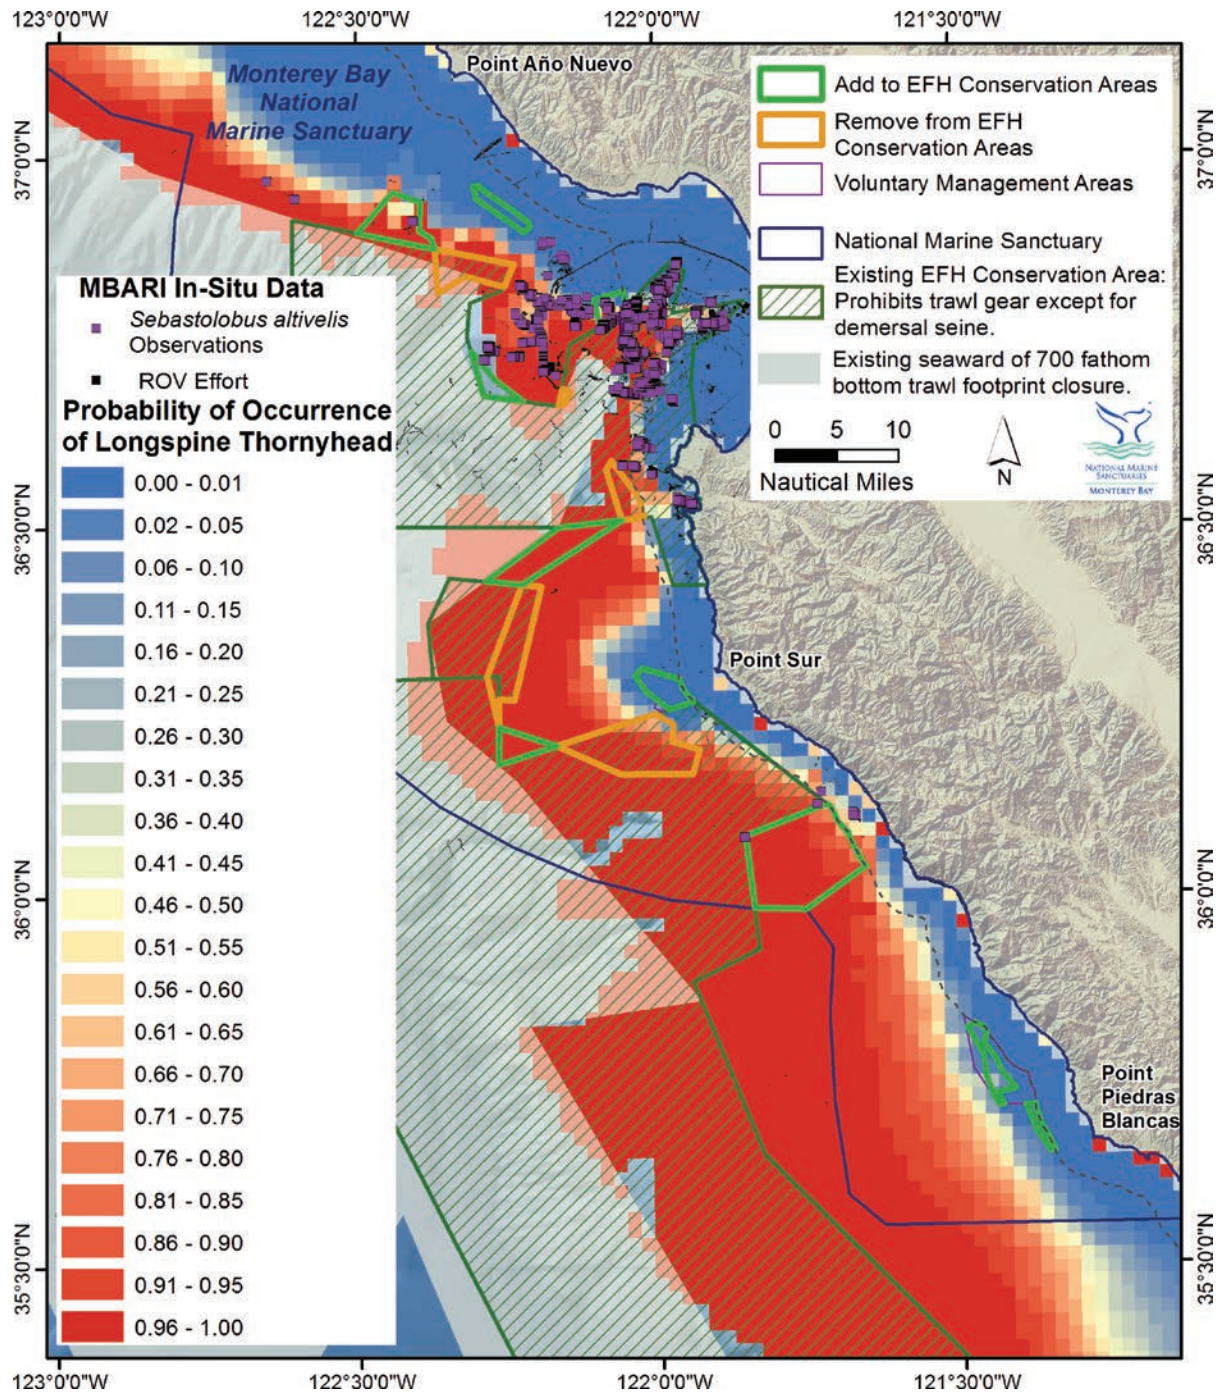 123°0'0"W
122°30'0"W
122°0'0"W
121°30'0"W
Point Año Nuevo
Monterey Bay
National
Marine Sanctuary
Add to EFH Conservation Areas
Remove from EFH
Conservation Areas
Voluntary Management Areas
National Marine Sanctuary
Existing EFH Conservation Area:
Prohibits trawl gear except for
demersal seine.
Existing seaward of 700 fathom
bottom trawl footprint closure.
0 5 10
Nautical Miles
N
NATIONAL MARINE
SANCTUARIES
MONTEREY BAY
37°0'0"N
37°0'0"N
MBARI In-Situ Data
Sebastolobus altivelis
Observations
ROV Effort
Probability of Occurrence
of Longspine Thornyhead
0.00 - 0.01
0.02 - 0.05
0.06 - 0.10
0.11 - 0.15
0.16 - 0.20
0.21 - 0.25
0.26 - 0.30
0.31 - 0.35
0.36 - 0.40
0.41 - 0.45
0.46 - 0.50
0.51 - 0.55
0.56 - 0.60
0.61 - 0.65
0.66 - 0.70
0.71 - 0.75
0.76 - 0.80
0.81 - 0.85
0.86 - 0.90
0.91 - 0.95
0.96 - 1.00
36°30'0"N
36°30'0"N
Point Sur
36°0'0"N
36°0'0"N
Point
Piedras
Blancas
35°30'0"N
35°30'0"N
123°0'0"W
122°30'0"W
122°0'0"W
121°30'0"W